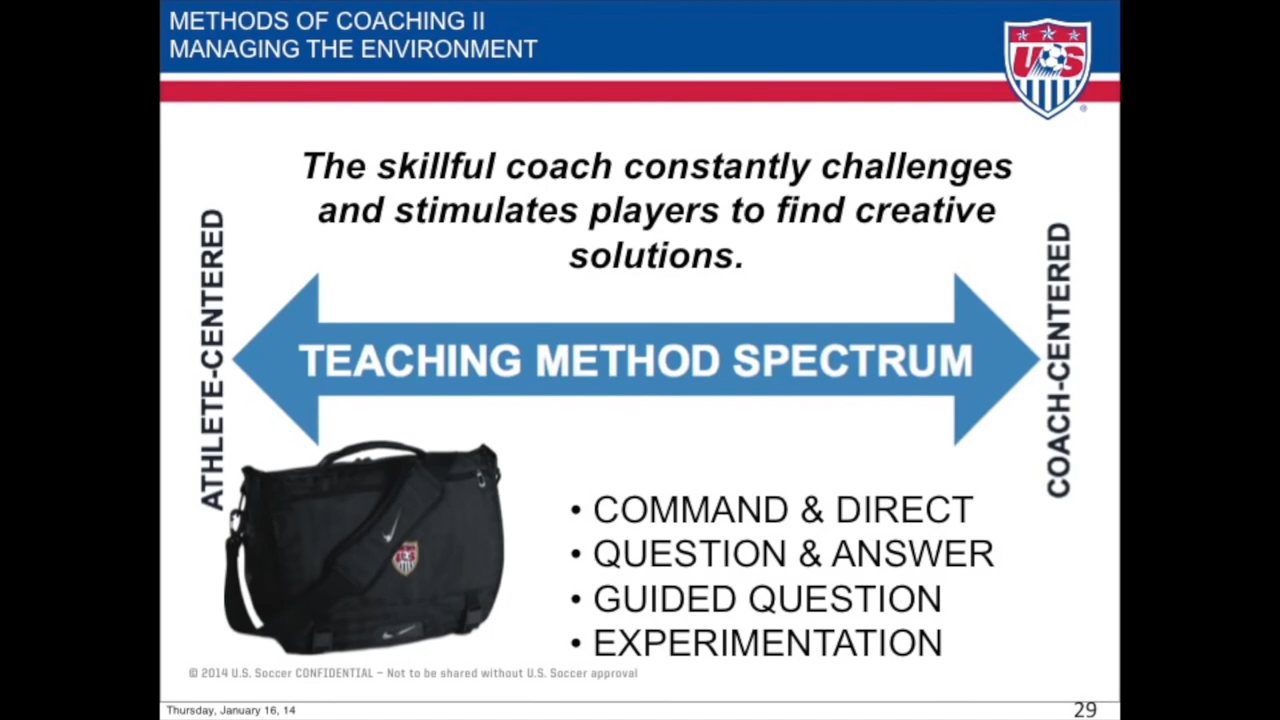 METHODS OF COACHING II
MANAGING THE ENVIRONMENT
US
®
The skillful coach constantly challenges
and stimulates players to find creative
solutions.
ATHLETE-CENTERED
TEACHING METHOD SPECTRUM
COACH-CENTERED
• COMMAND & DIRECT
• QUESTION & ANSWER
• GUIDED QUESTION
• EXPERIMENTATION
© 2014 U.S. Soccer CONFIDENTIAL – Not to be shared without U.S. Soccer approval
Thursday, January 16, 14
29